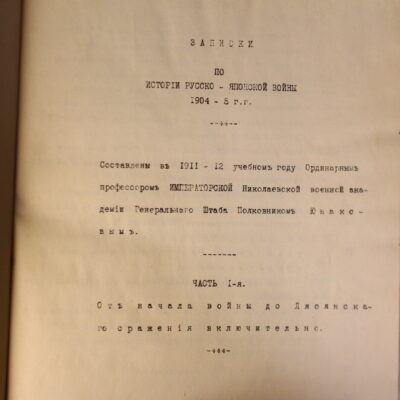 ЗАПИСКИ
ПО
ИСТОРІИ РУССКО - ЯПОНСКОЙ ВОЙНЫ
1904 - 5 г.г.
Составлены въ 1911 - 12 учебномъ году Ординарнымъ
профессоромъ ИМПЕРАТОРСКОЙ Николаевской военной ака-
деміи Генеральнаго Штаба Полковникомъ Юнаков-
ымъ.
ЧАСТЬ I-я.
Отъ начала войны до Ляоянска-
го сраженія включительно.